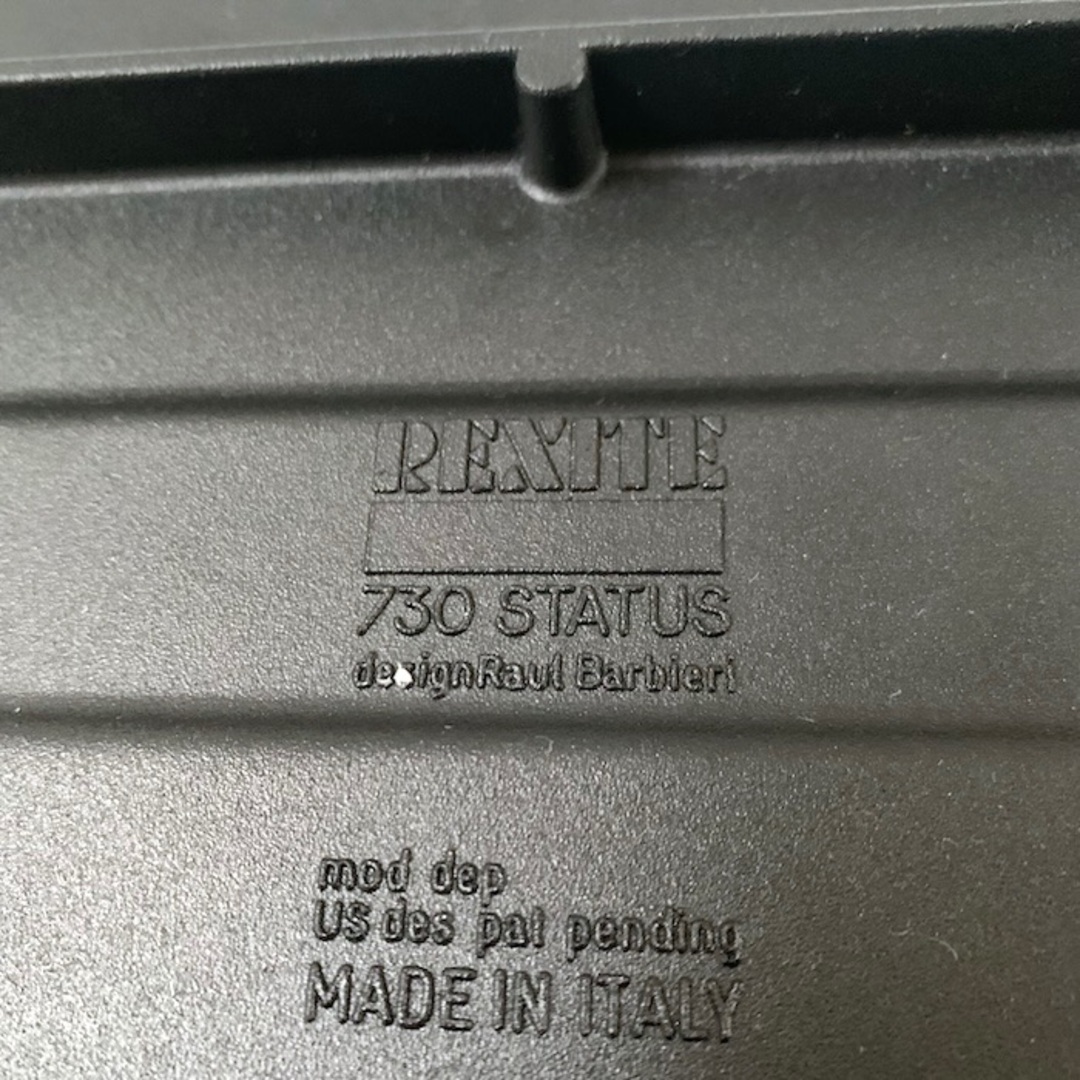 REXITE
730 STATUS
designRaul Barbieri
mod dep
US des pat pending
MADE IN ITALY